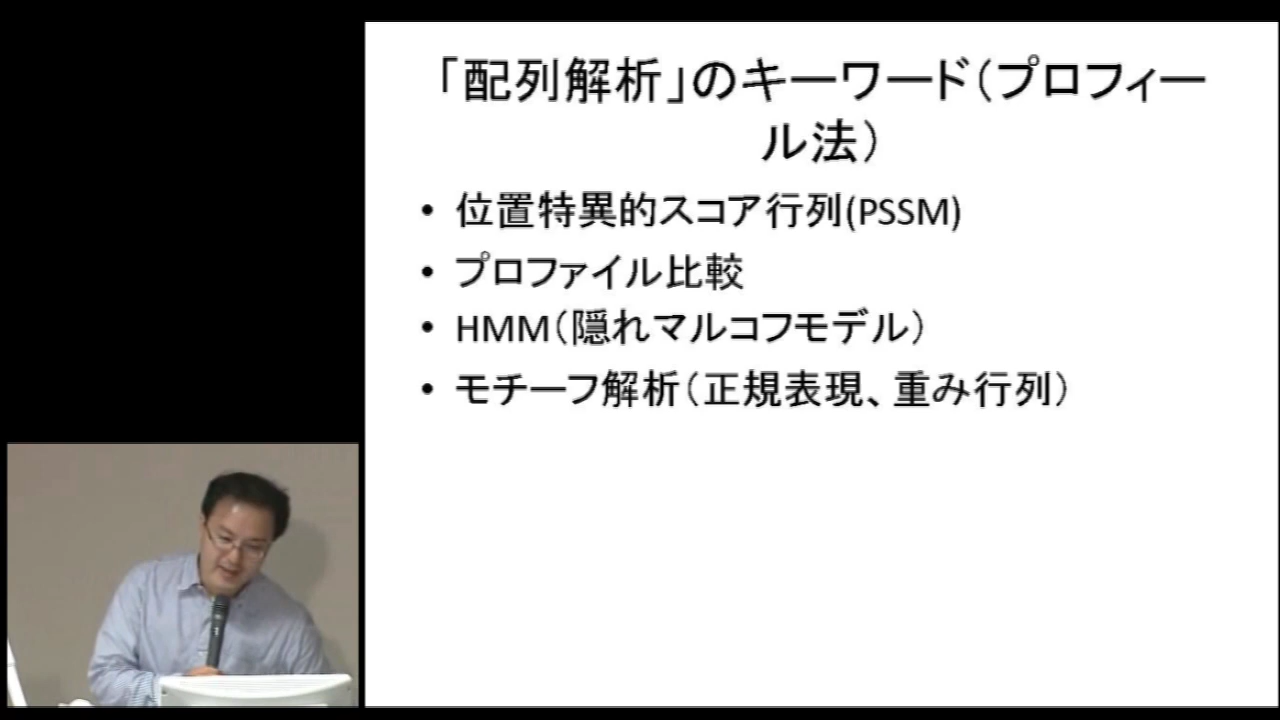 「配列解析」のキーワード(プロフィー
ル法)
• 位置特異的スコア行列(PSSM)
• プロファイル比較
• HMM(隠れマルコフモデル)
• モチーフ解析(正規表現、重み行列)